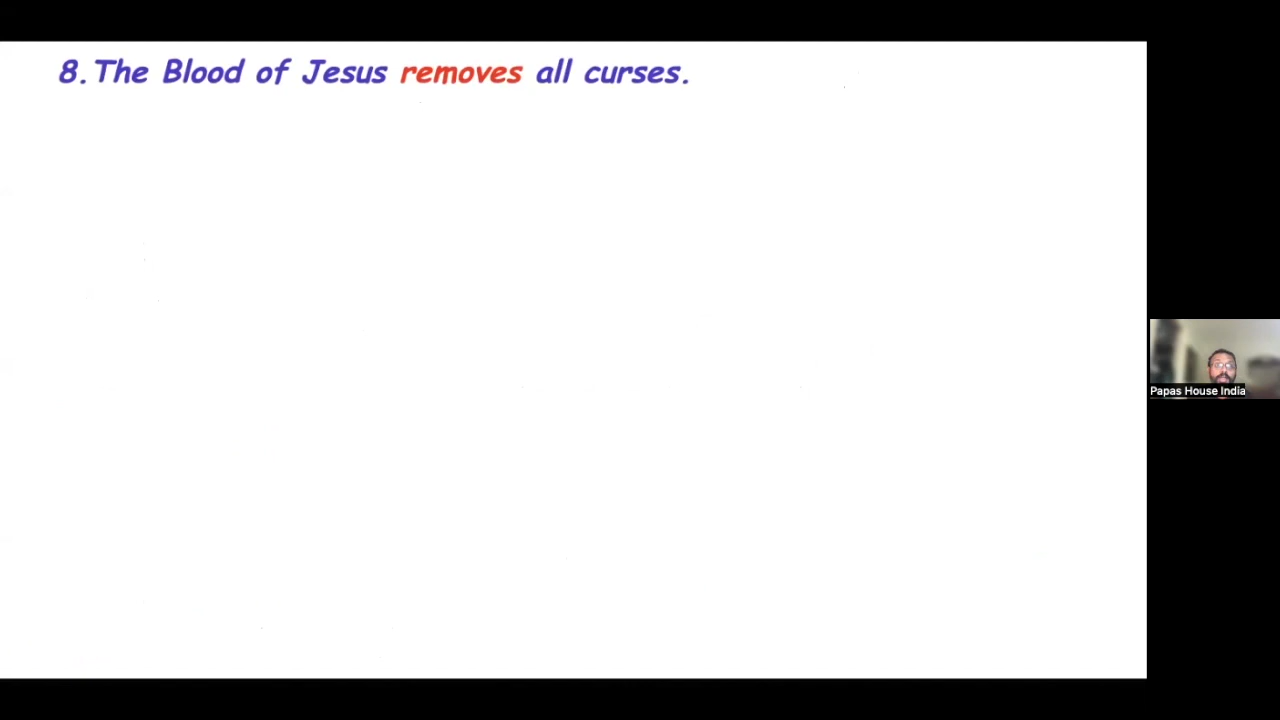 8. The Blood of Jesus removes all curses.
Papas House India